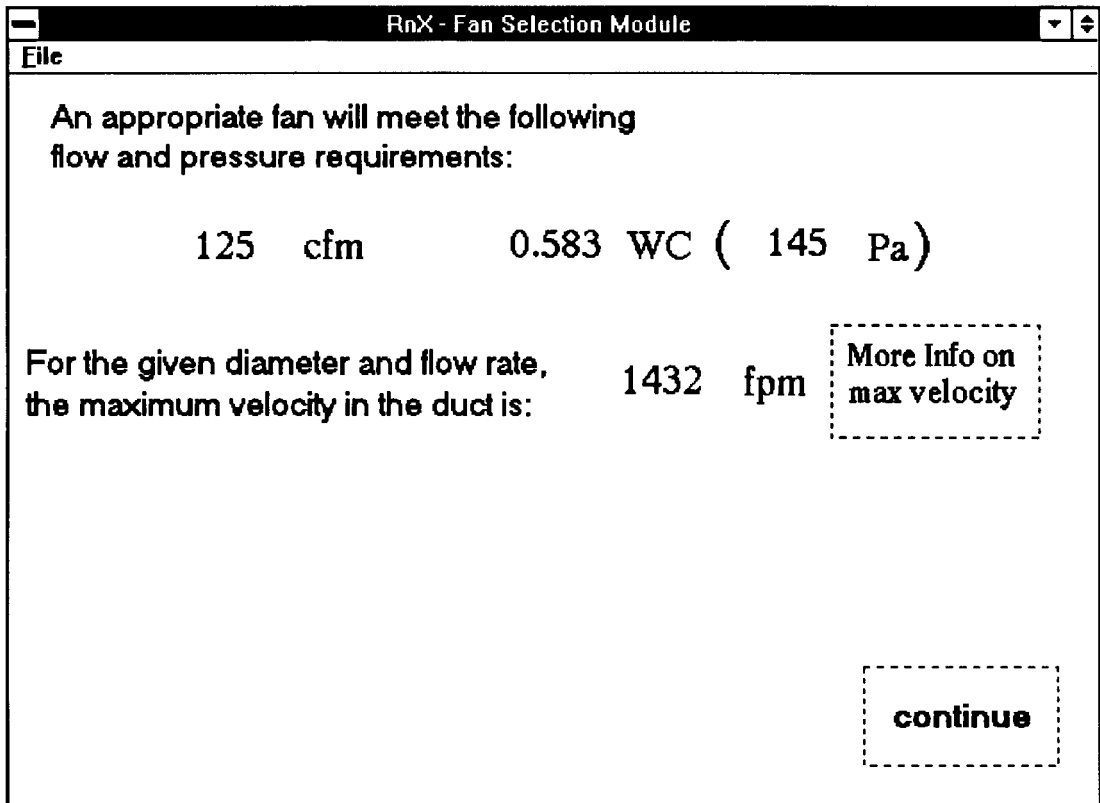 RnX - Fan Selection Module
File
An appropriate fan will meet the following
flow and pressure requirements:
125 cfm 0.583 WC ( 145 Pa)
For the given diameter and flow rate,
the maximum velocity in the duct is:
1432 fpm
More Info on
max velocity
continue